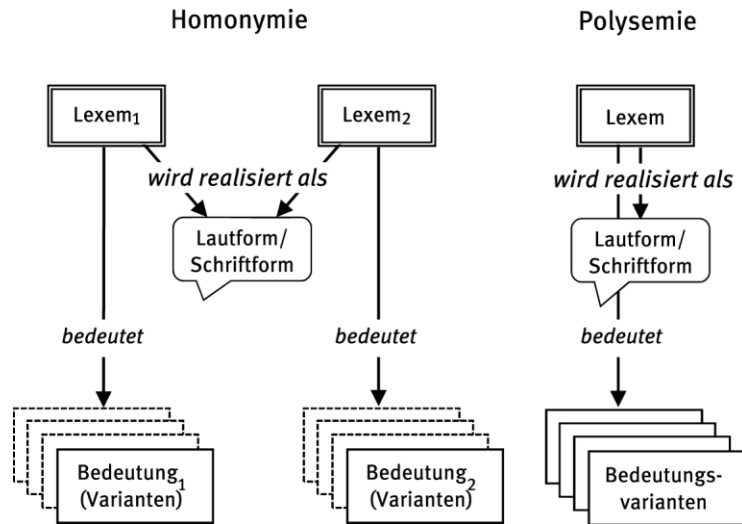 Homonymie
Polysemie
Lexem₁
Lexem₂
Lexem
wird realisiert als
wird realisiert als
Lautform/
Schriftform
Lautform/
Schriftform
bedeutet
bedeutet
bedeutet
Bedeutung₁
(Varianten)
Bedeutung₂
(Varianten)
Bedeutungs-
varianten